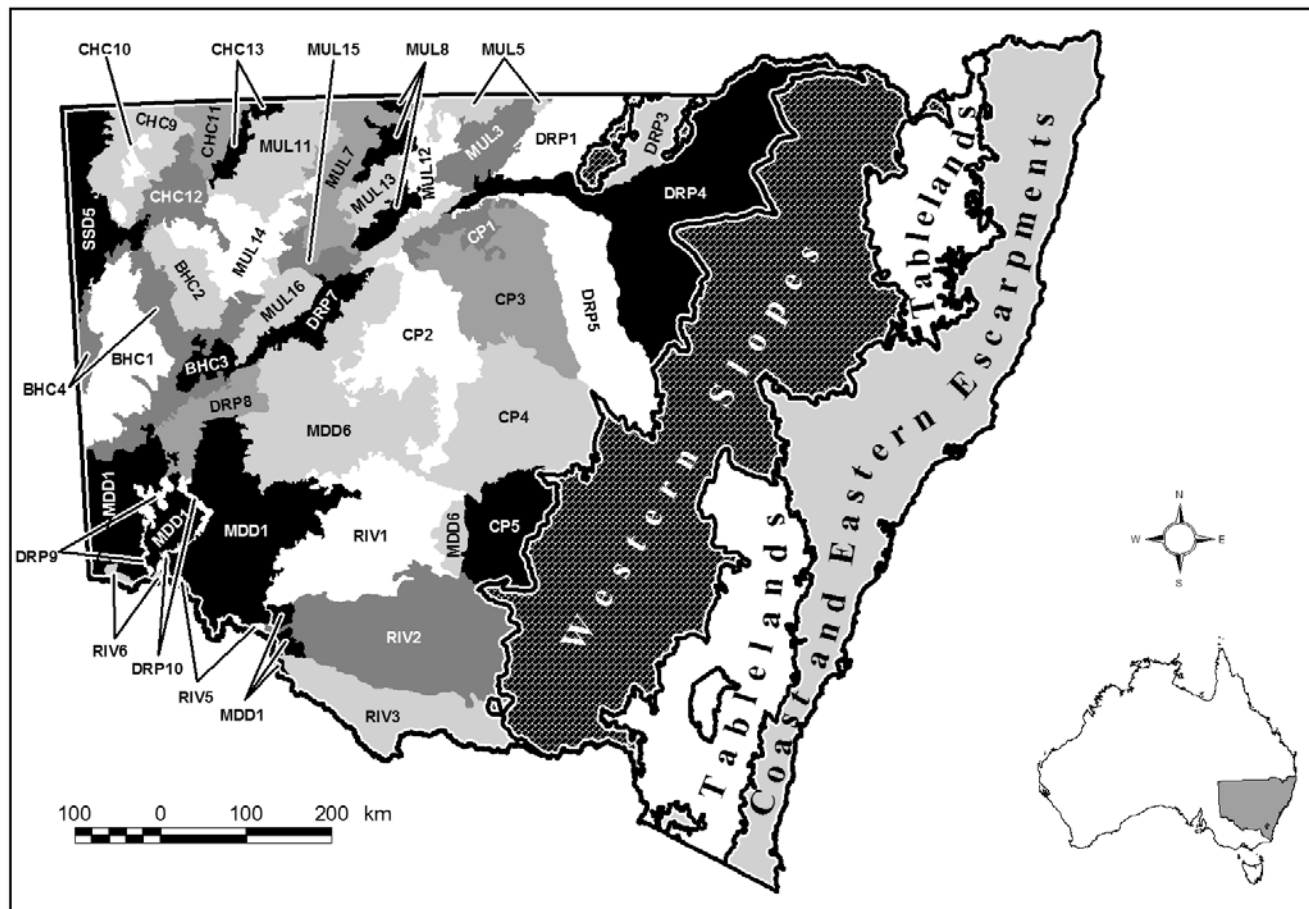 CHC10
CHC13
MUL15
MUL8
MUL5
CHC9
CHC11
MUL11
MUL7
MUL12
MUL3
DRP1
DRP3
CHC12
MUL13
DRP4
SSD5
MUL14
BHC2
CP1
MUL16
DRP7
CP3
DRP5
CP2
BHC1
BHC3
BHC4
DRP8
MDD6
CP4
MDD1
MDD1
MDD1
RIV1
MDD6
CP5
DRP9
RIV6
DRP10
RIV5
MDD1
RIV2
RIV3
Western Slopes
Tablelands
Tablelands
Coast and Eastern Escarpments
N
W E
S
100 0 100 200 km